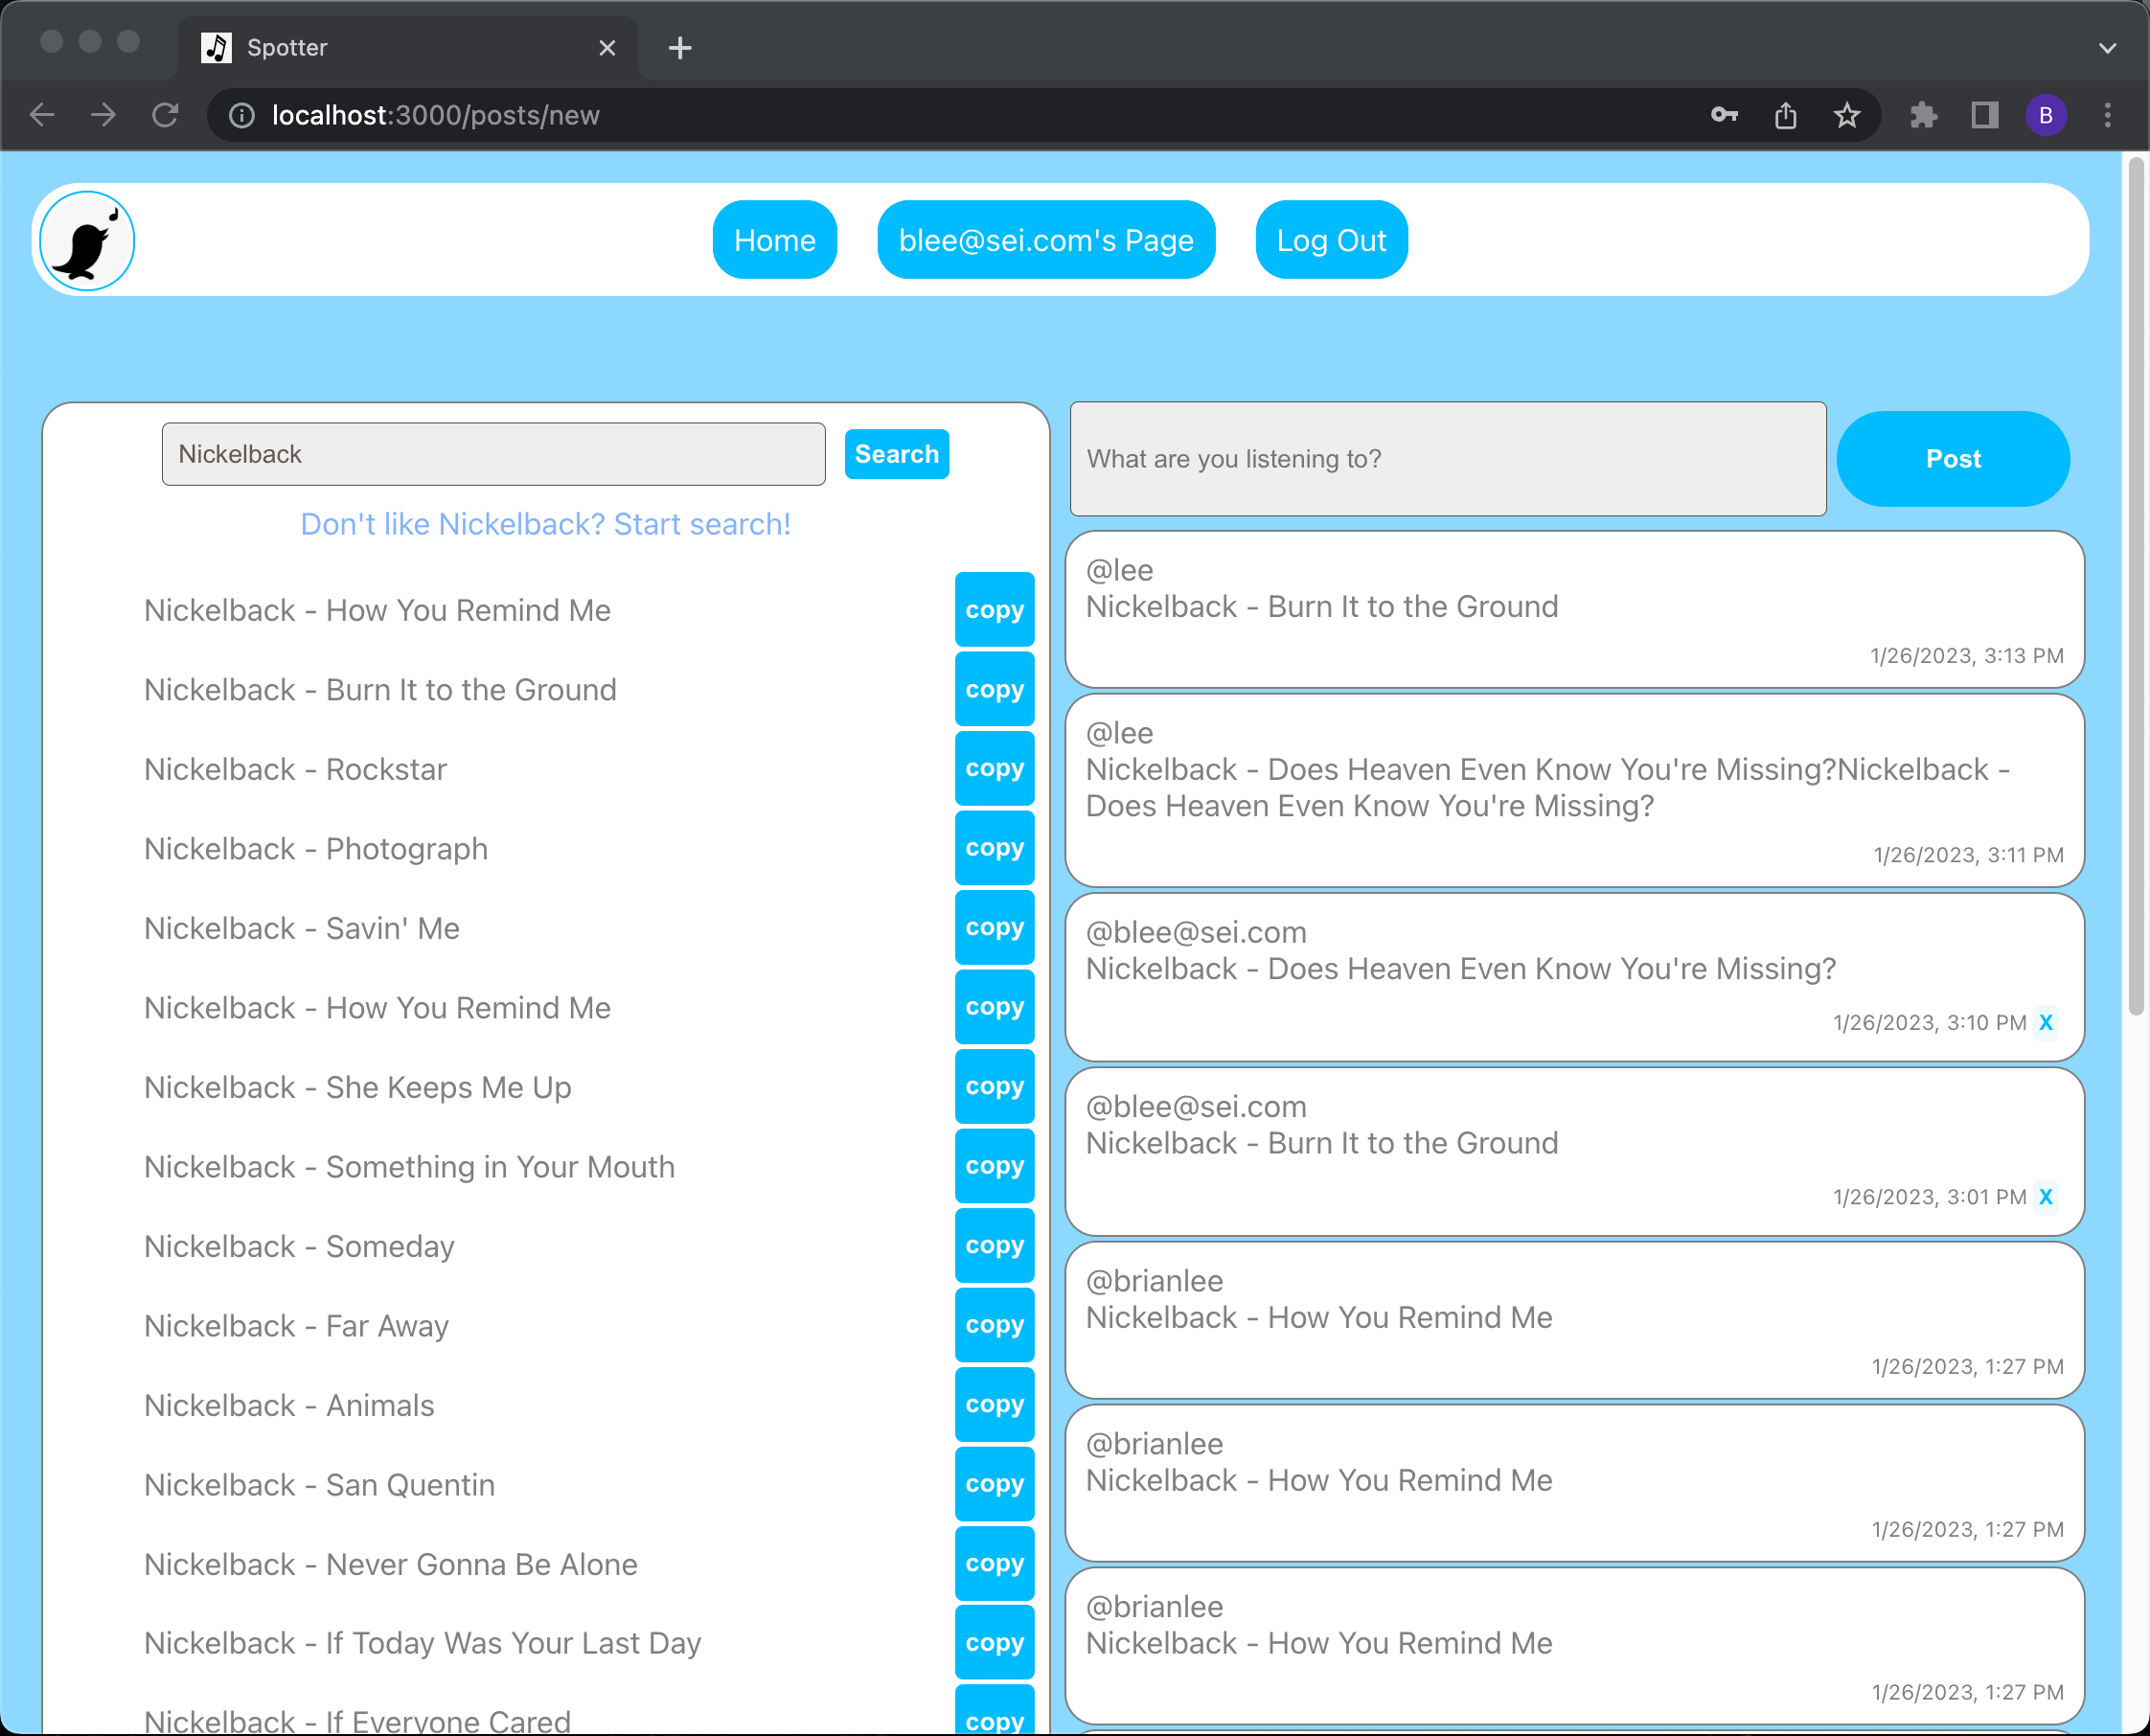 Spotter
localhost:3000/posts/new
B
Home
blee@sei.com's Page
Log Out
Nickelback
Search
Don't like Nickelback? Start search!
Nickelback - How You Remind Me
copy
Nickelback - Burn It to the Ground
copy
Nickelback - Rockstar
copy
Nickelback - Photograph
copy
Nickelback - Savin' Me
copy
Nickelback - How You Remind Me
copy
Nickelback - She Keeps Me Up
copy
Nickelback - Something in Your Mouth
copy
Nickelback - Someday
copy
Nickelback - Far Away
copy
Nickelback - Animals
copy
Nickelback - San Quentin
copy
Nickelback - Never Gonna Be Alone
copy
Nickelback - If Today Was Your Last Day
copy
Nickelback - If Everyone Cared
copy
What are you listening to?
Post
@lee
Nickelback - Burn It to the Ground
1/26/2023, 3:13 PM
@lee
Nickelback - Does Heaven Even Know You're Missing?Nickelback -
Does Heaven Even Know You're Missing?
1/26/2023, 3:11 PM
@blee@sei.com
Nickelback - Does Heaven Even Know You're Missing?
1/26/2023, 3:10 PM X
@blee@sei.com
Nickelback - Burn It to the Ground
1/26/2023, 3:01 PM X
@brianlee
Nickelback - How You Remind Me
1/26/2023, 1:27 PM
@brianlee
Nickelback - How You Remind Me
1/26/2023, 1:27 PM
@brianlee
Nickelback - How You Remind Me
1/26/2023, 1:27 PM